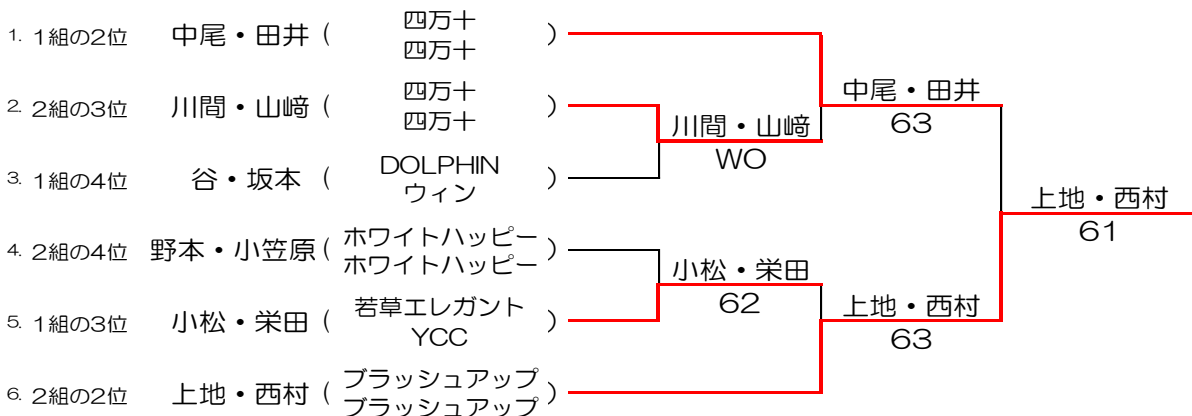 1. 1組の2位 中尾・田井 ( 四万十 四万十 )
2. 2組の3位 川間・山﨑 ( 四万十 四万十 )
3. 1組の4位 谷・坂本 ( DOLPHIN ウィン )
4. 2組の4位 野本・小笠原 ( ホワイトハッピー ホワイトハッピー )
5. 1組の3位 小松・栄田 ( 若草エレガント YCC )
6. 2組の2位 上地・西村 ( ブラッシュアップ ブラッシュアップ )
川間・山﨑
WO
小松・栄田
62
中尾・田井
63
上地・西村
63
上地・西村
61